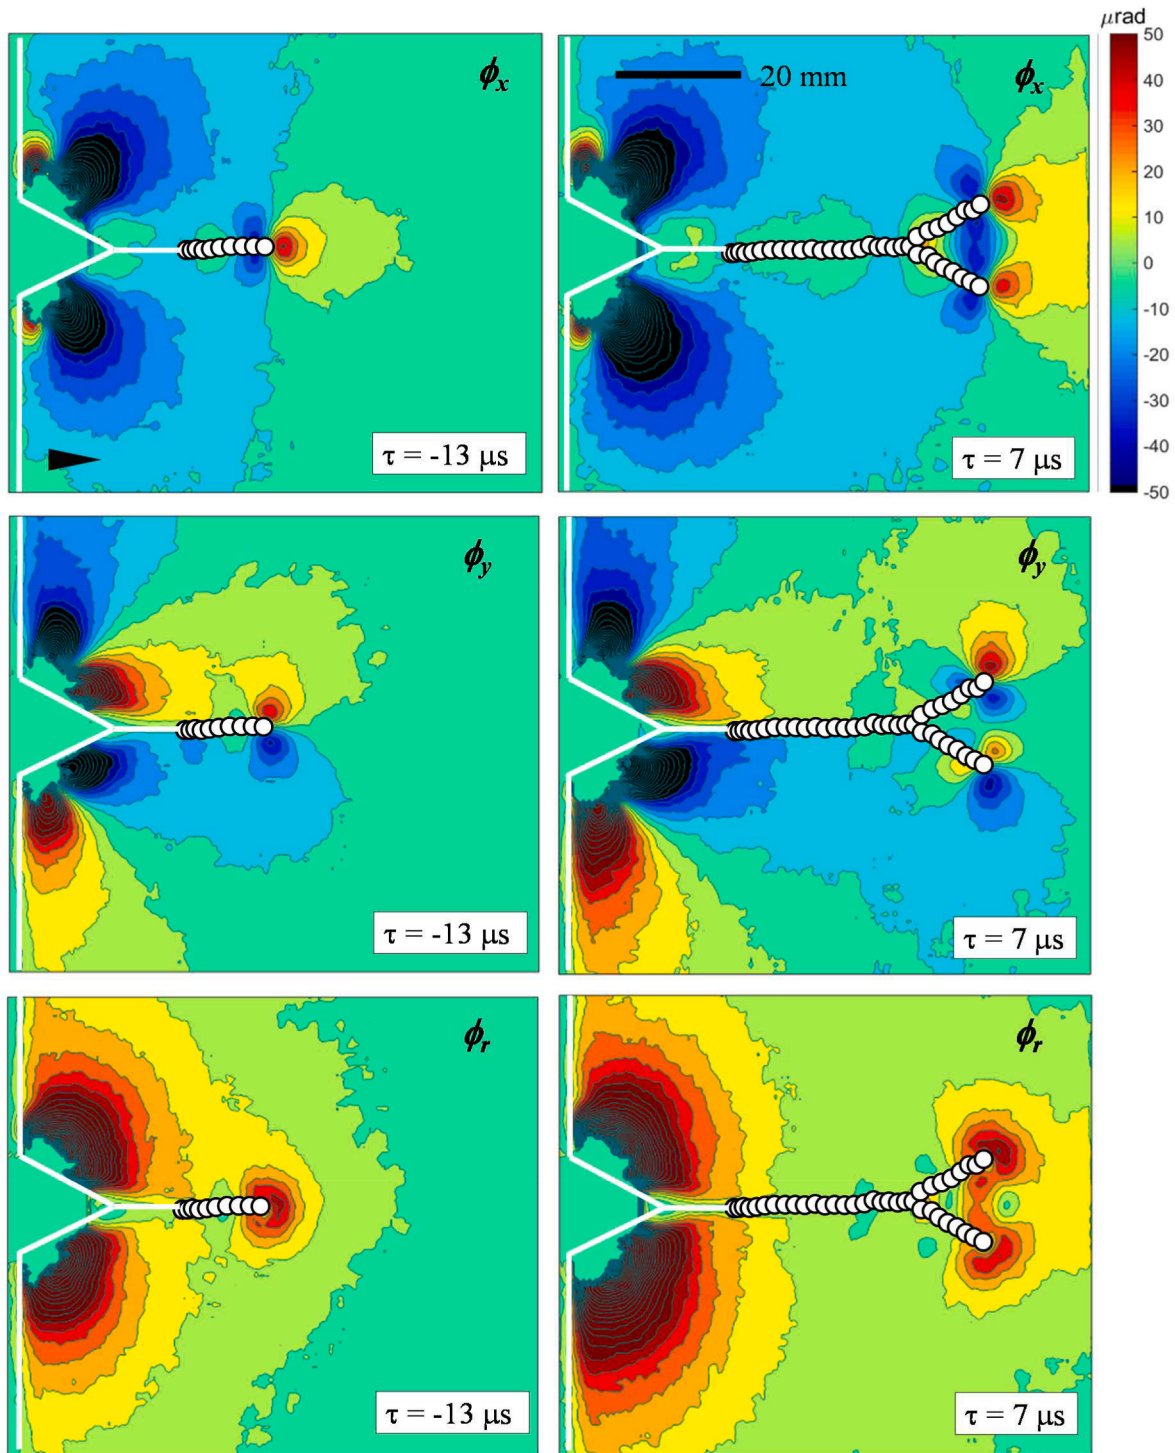 μrad
ϕx
20 mm
ϕx
50
40
30
20
10
0
-10
-20
-30
-40
-50
τ = -13 μs
τ = 7 μs
ϕy
ϕy
τ = -13 μs
τ = 7 μs
ϕr
ϕr
τ = -13 μs
τ = 7 μs